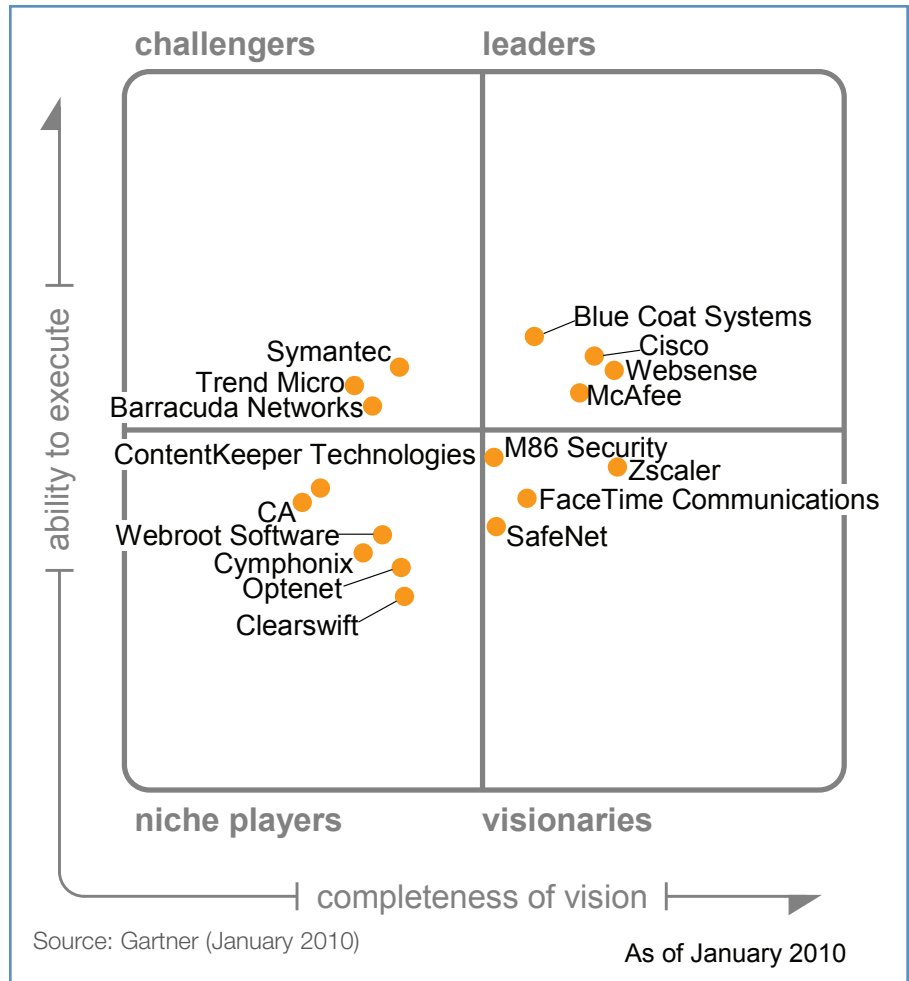 challengers
leaders
ability to execute
Blue Coat Systems
Cisco
Symantec
Websense
Trend Micro
McAfee
Barracuda Networks
M86 Security
ContentKeeper Technologies
Zscaler
CA
FaceTime Communications
Webroot Software
SafeNet
Cymphonix
Optenet
Clearswift
niche players
visionaries
completeness of vision
Source: Gartner (January 2010)
As of January 2010